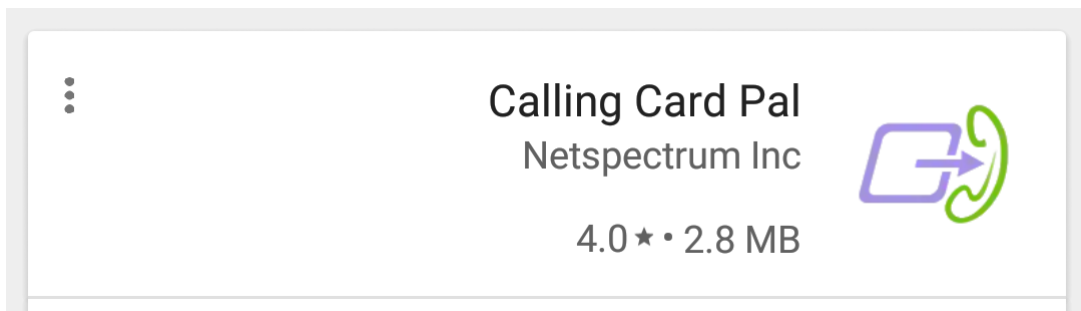 Calling Card Pal
Netspectrum Inc
4.0★ • 2.8 MB